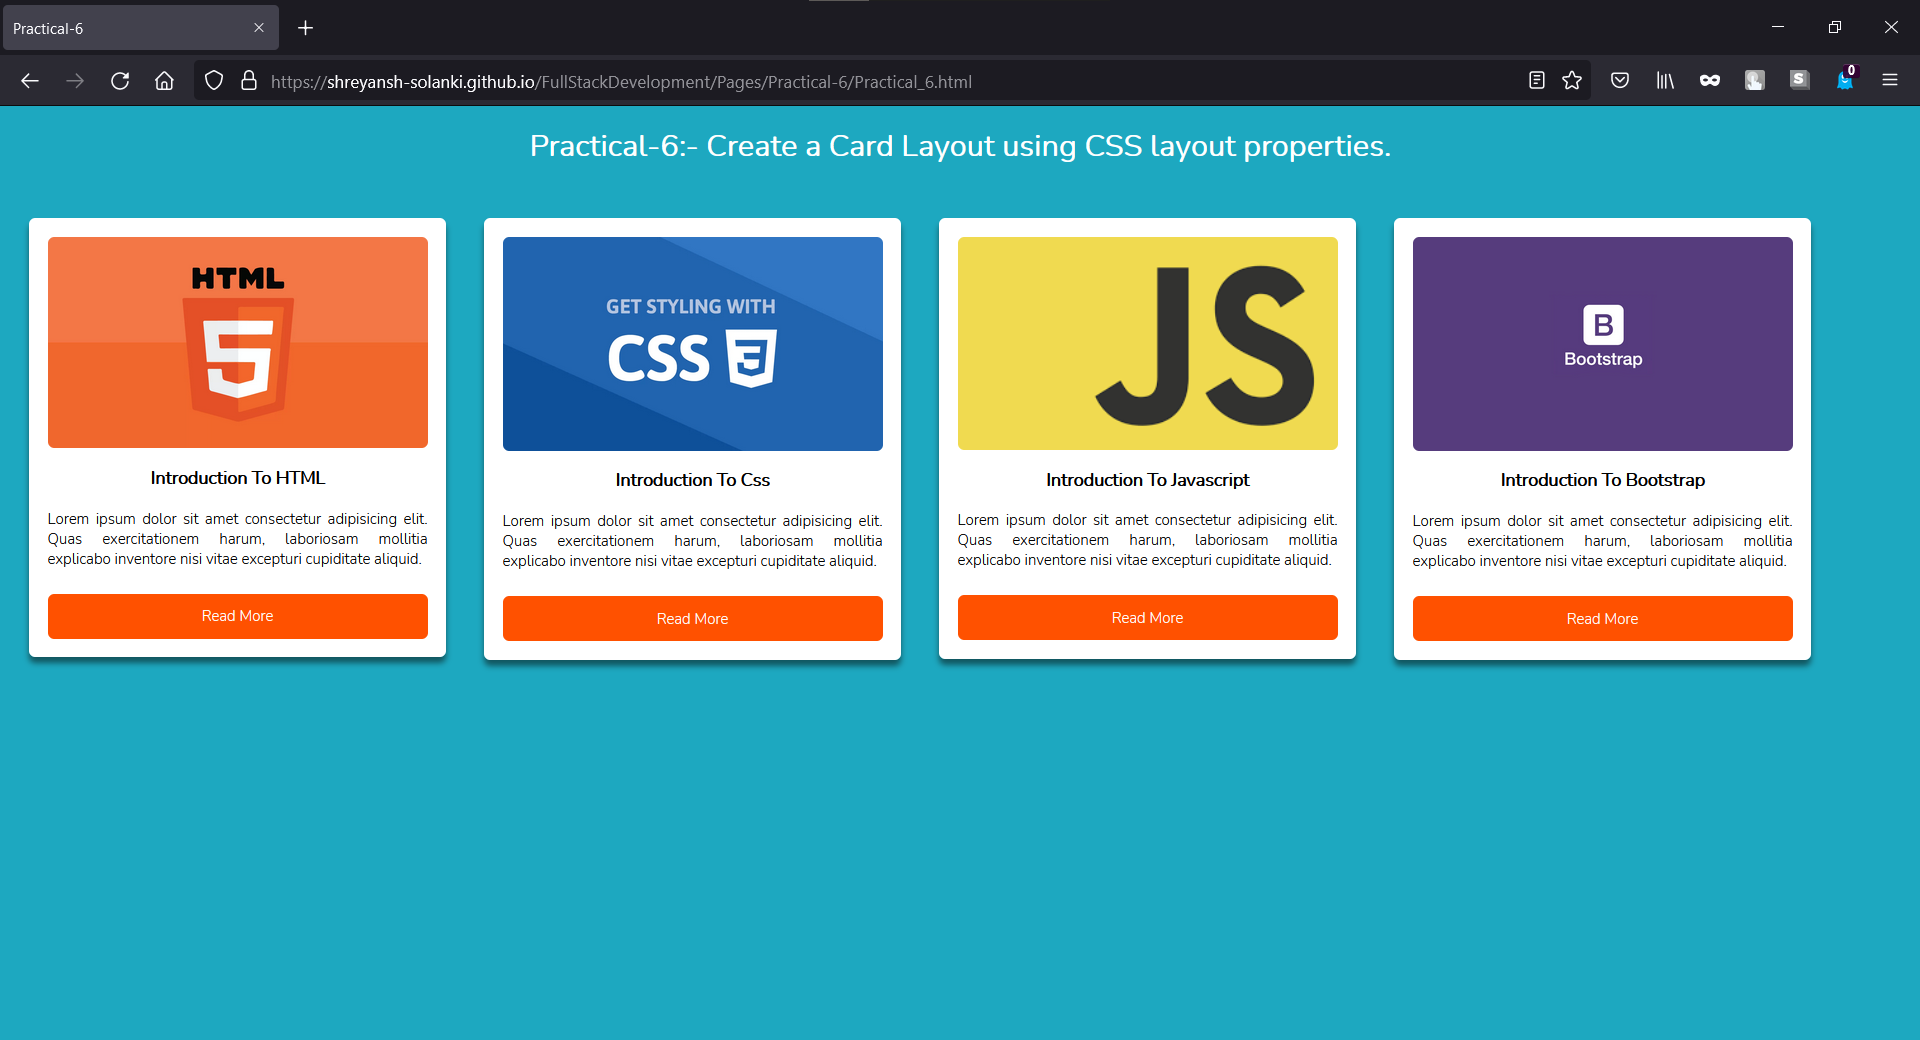 Practical-6
https://shreyansh-solanki.github.io/FullStackDevelopment/Pages/Practical-6/Practical_6.html
S
0
Practical-6:- Create a Card Layout using CSS layout properties.
HTML
5
Introduction To HTML
Lorem ipsum dolor sit amet consectetur adipisicing elit.
Quas exercitationem harum, laboriosam mollitia
explicabo inventore nisi vitae excepturi cupiditate aliquid.
Read More
GET STYLING WITH
CSS 3
Introduction To Css
Lorem ipsum dolor sit amet consectetur adipisicing elit.
Quas exercitationem harum, laboriosam mollitia
explicabo inventore nisi vitae excepturi cupiditate aliquid.
Read More
JS
Introduction To Javascript
Lorem ipsum dolor sit amet consectetur adipisicing elit.
Quas exercitationem harum, laboriosam mollitia
explicabo inventore nisi vitae excepturi cupiditate aliquid.
Read More
B
Bootstrap
Introduction To Bootstrap
Lorem ipsum dolor sit amet consectetur adipisicing elit.
Quas exercitationem harum, laboriosam mollitia
explicabo inventore nisi vitae excepturi cupiditate aliquid.
Read More